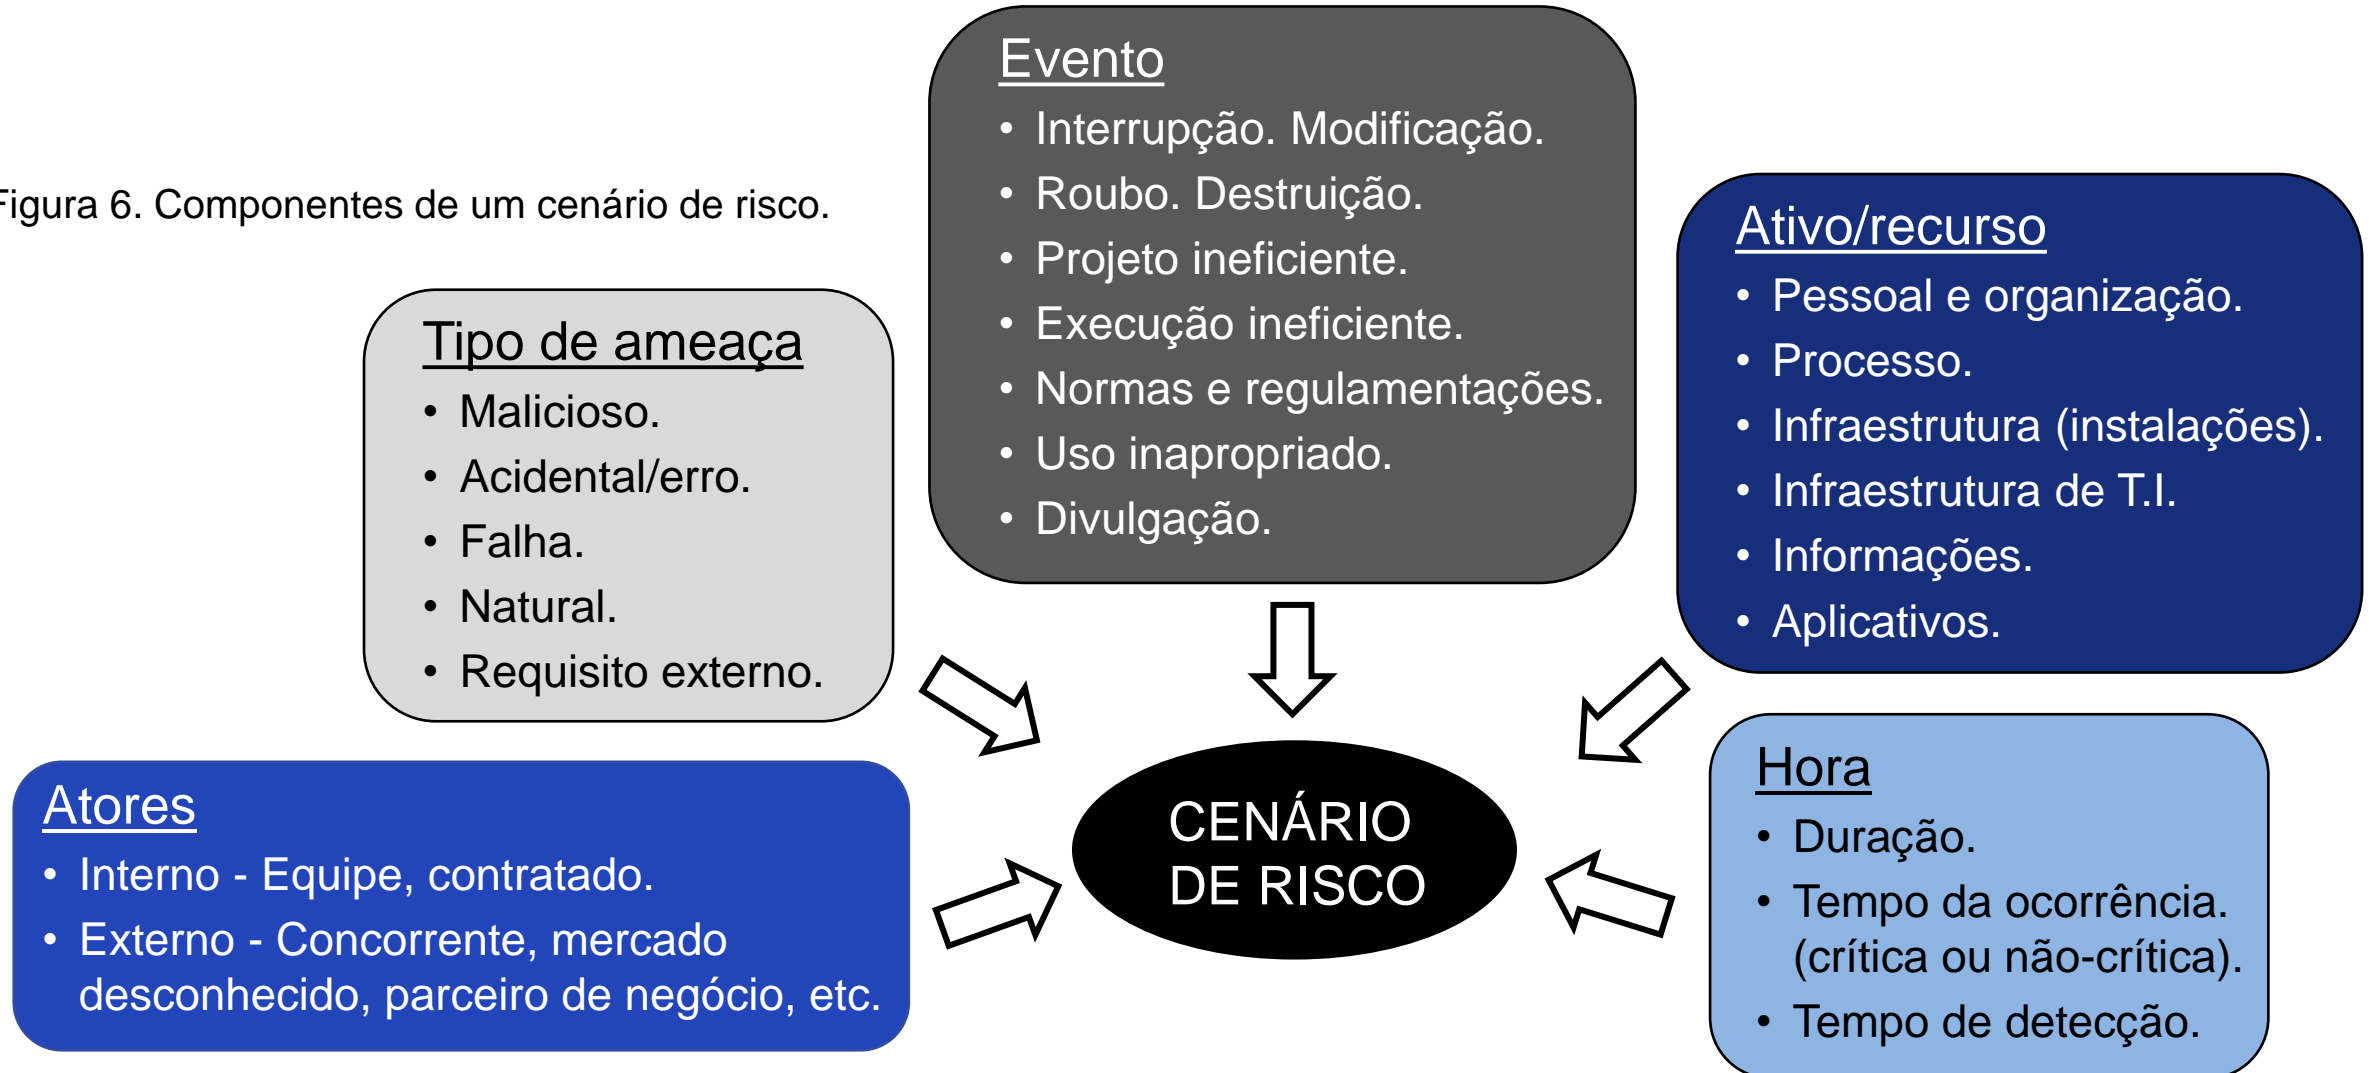 Figura 6. Componentes de um cenário de risco.
Evento
• Interrupção. Modificação.
• Roubo. Destruição.
• Projeto ineficiente.
• Execução ineficiente.
• Normas e regulamentações.
• Uso inapropriado.
• Divulgação.
Ativo/recurso
• Pessoal e organização.
• Processo.
• Infraestrutura (instalações).
• Infraestrutura de T.I.
• Informações.
• Aplicativos.
Tipo de ameaça
• Malicioso.
• Acidental/erro.
• Falha.
• Natural.
• Requisito externo.
Atores
• Interno - Equipe, contratado.
• Externo - Concorrente, mercado
desconhecido, parceiro de negócio, etc.
CENÁRIO
DE RISCO
Hora
• Duração.
• Tempo da ocorrência.
(crítica ou não-crítica).
• Tempo de detecção.